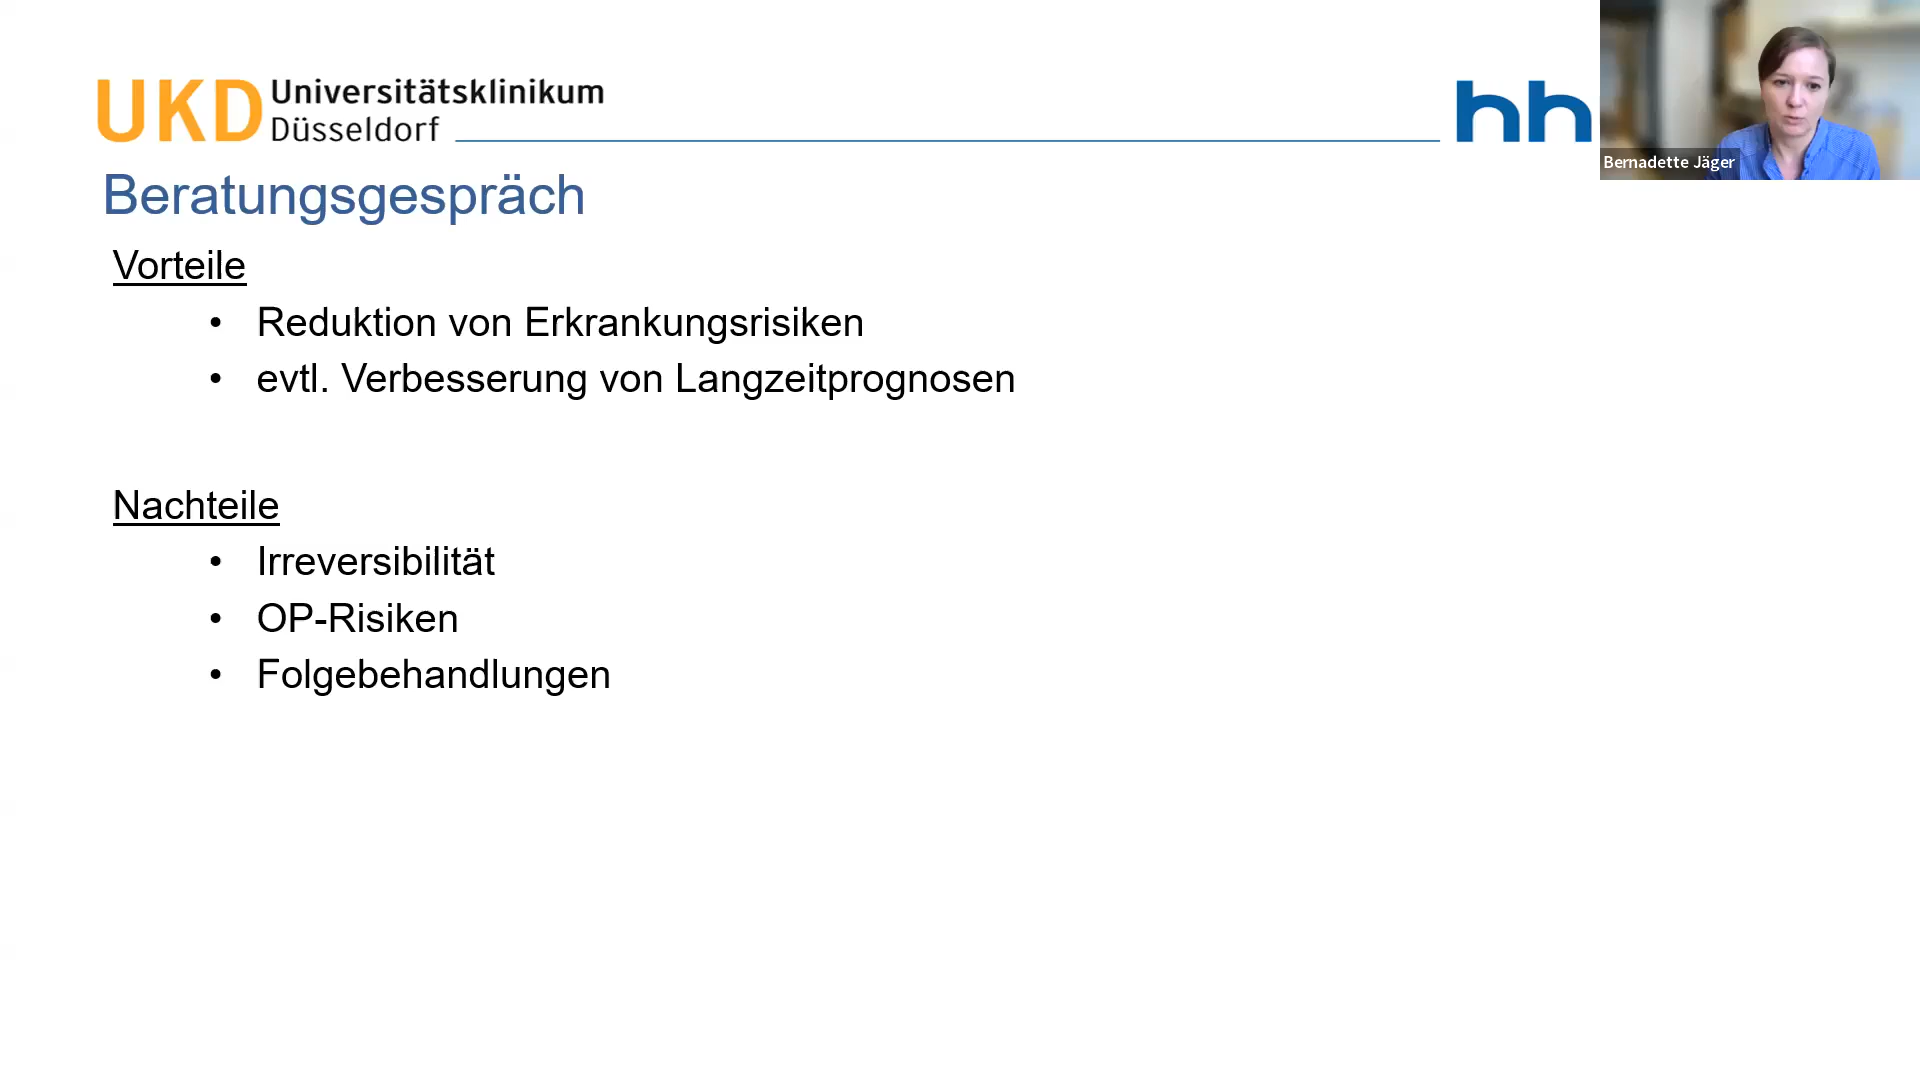 UKD Universitätsklinikum
Düsseldorf
hh
Bernadette Jäger
Beratungsgespräch
Vorteile
• Reduktion von Erkrankungsrisiken
• evtl. Verbesserung von Langzeitprognosen
Nachteile
• Irreversibilität
• OP-Risiken
• Folgebehandlungen